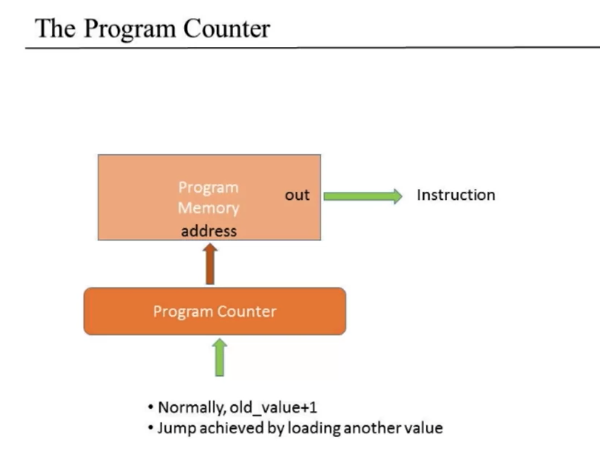 The Program Counter
Program
Memory
out
Instruction
address
Program Counter
• Normally, old_value+1
• Jump achieved by loading another value